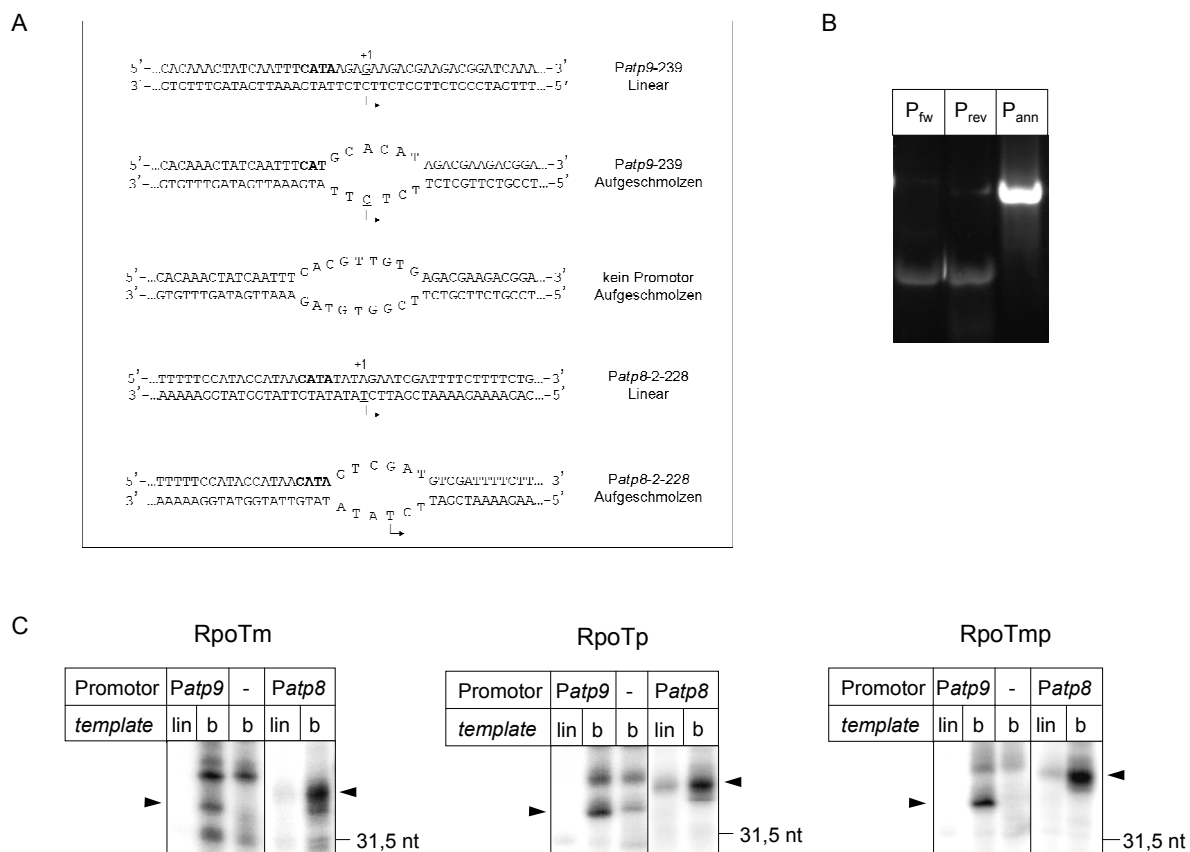 A
B
+1
5'-...CACAAACTATCAATTTCATAAGAGAAGACGAAGACGGATCAAA...-3' Patp9-239
3'-...GTGTTTGATAGTTAAAGTATTCTCTTCTCGTTCTCCCTAGTTT...-5' Linear
G C A C A T
5'-...CACAAACTATCAATTTCAT AGACGAAGACGGA...-3' Patp9-239
3'-...GTGTTTGATAGTTAAAGTA TCTCGTTCTGCCT...-5' Aufgeschmolzen
T T C T C T
C A C G T T G T G
5'-...CACAAACTATCAATTT AGACGAAGACGGA...-3' kein Promotor
3'-...GTGTTTGATAGTTAAA TCTGCTTCTGCCT...-5' Aufgeschmolzen
G A T G T G G C T
+1
5'-...TTTTTCCATACCATAACATATATAGAATCGATTTTCTTTTCTG...-3' Patp8-2-228
3'-...AAAAAGGTATGGTATTGTATATATCTTAGCTAAAAGAAAAGAC...-5' Linear
G T C G A T
5'-...TTTTTCCATACCATAACATA GTCGATTTTCTT...-3' Patp8-2-228
3'-...AAAAAGGTATGGTATTGTAT TAGCTAAAAGAA...-5' Aufgeschmolzen
A T A T C T
Pfw Prev Pann
C
RpoTm
Promotor Patp9 - Patp8
template lin b b lin b
31,5 nt
RpoTp
Promotor Patp9 - Patp8
template lin b b lin b
31,5 nt
RpoTmp
Promotor Patp9 - Patp8
template lin b b lin b
31,5 nt